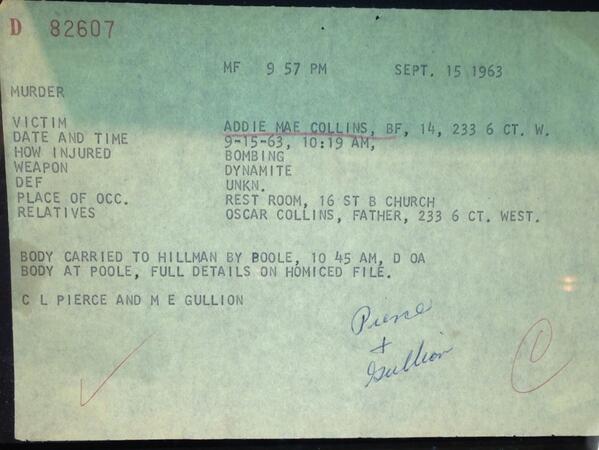 D 82607
MF 9 57 PM SEPT. 15 1963
MURDER
VICTIM ADDIE MAE COLLINS, BF, 14, 233 6 CT. W.
DATE AND TIME 9-15-63, 10:19 AM,
HOW INJURED BOMBING
WEAPON DYNAMITE
DEF UNKN.
PLACE OF OCC. REST ROOM, 16 ST B CHURCH
RELATIVES OSCAR COLLINS, FATHER, 233 6 CT. WEST.
BODY CARRIED TO HILLMAN BY POOLE, 10 45 AM, D OA
BODY AT POOLE, FULL DETAILS ON HOMICED FILE.
C L PIERCE AND M E GULLION
Pierce
+
Gullion
C